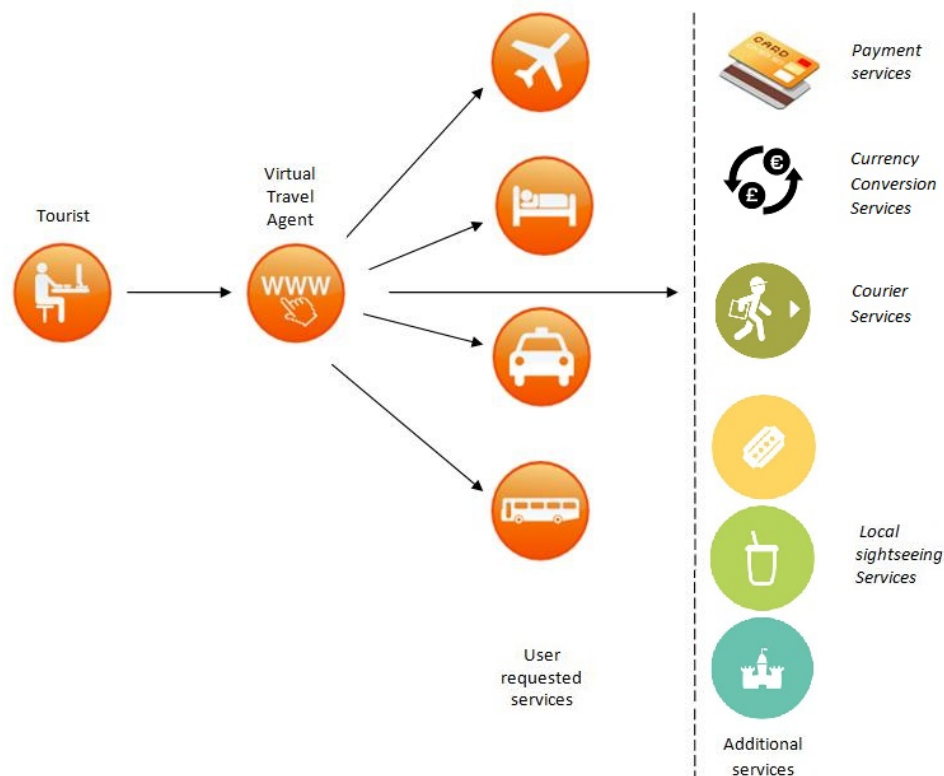 Tourist
Virtual
Travel
Agent
WWW
User
requested
services
CARD
Payment
services
€
£
Currency
Conversion
Services
Courier
Services
Local
sightseeing
Services
Additional
services